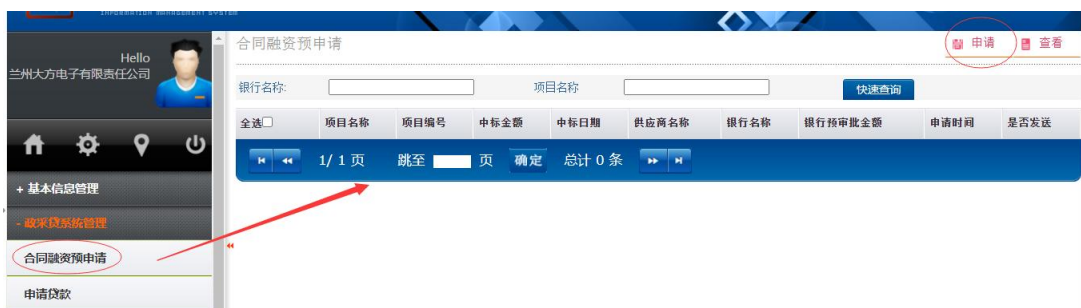 INFORMATION MANAGEMENT SYSTEM
Hello
兰州大方电子有限责任公司
合同融资预申请
申请
查看
银行名称:
项目名称
快速查询
全选 项目名称 项目编号 中标金额 中标日期 供应商名称 银行名称 银行预审批金额 申请时间 是否发送
1/ 1 页 跳至 页 确定 总计 0 条
+ 基本信息管理
- 政采贷系统管理
合同融资预申请
申请贷款